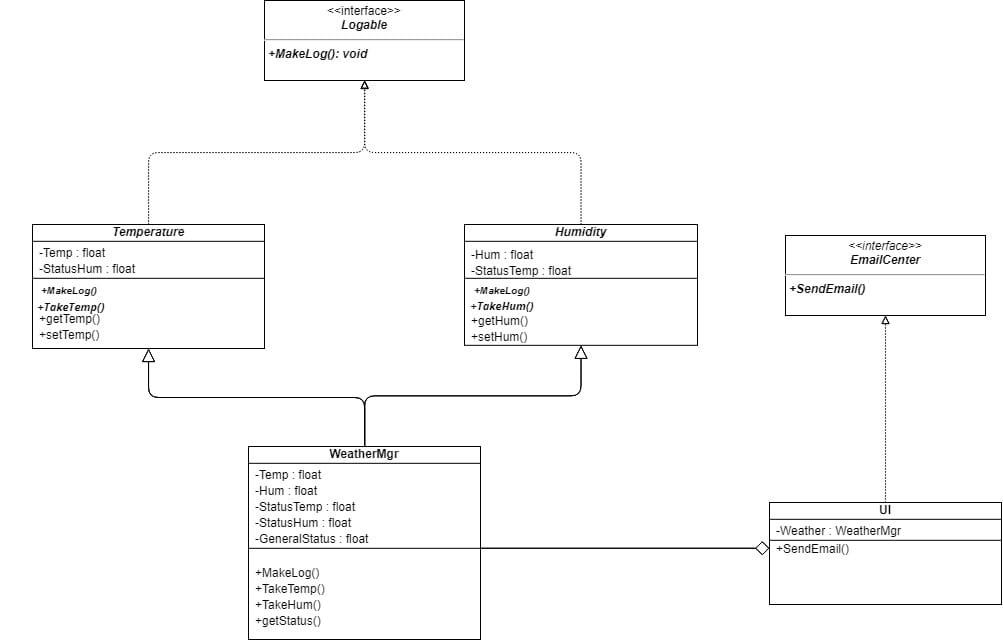 <<interface>>
Logable
+MakeLog(): void
Temperature
-Temp : float
-StatusHum : float
+MakeLog()
+TakeTemp()
+getTemp()
+setTemp()
Humidity
-Hum : float
-StatusTemp : float
+MakeLog()
+TakeHum()
+getHum()
+setHum()
<<interface>>
EmailCenter
+SendEmail()
WeatherMgr
-Temp : float
-Hum : float
-StatusTemp : float
-StatusHum : float
-GeneralStatus : float
+MakeLog()
+TakeTemp()
+TakeHum()
+getStatus()
UI
-Weather : WeatherMgr
+SendEmail()